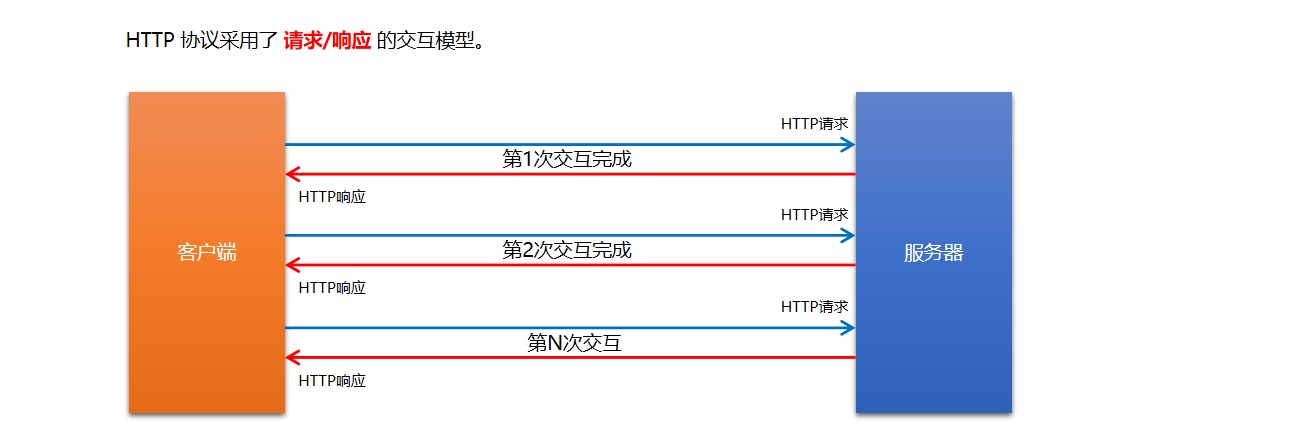 HTTP 协议采用了 请求/响应 的交互模型。
HTTP请求
第1次交互完成
HTTP响应
HTTP请求
客户端
第2次交互完成
服务器
HTTP响应
HTTP请求
第N次交互
HTTP响应